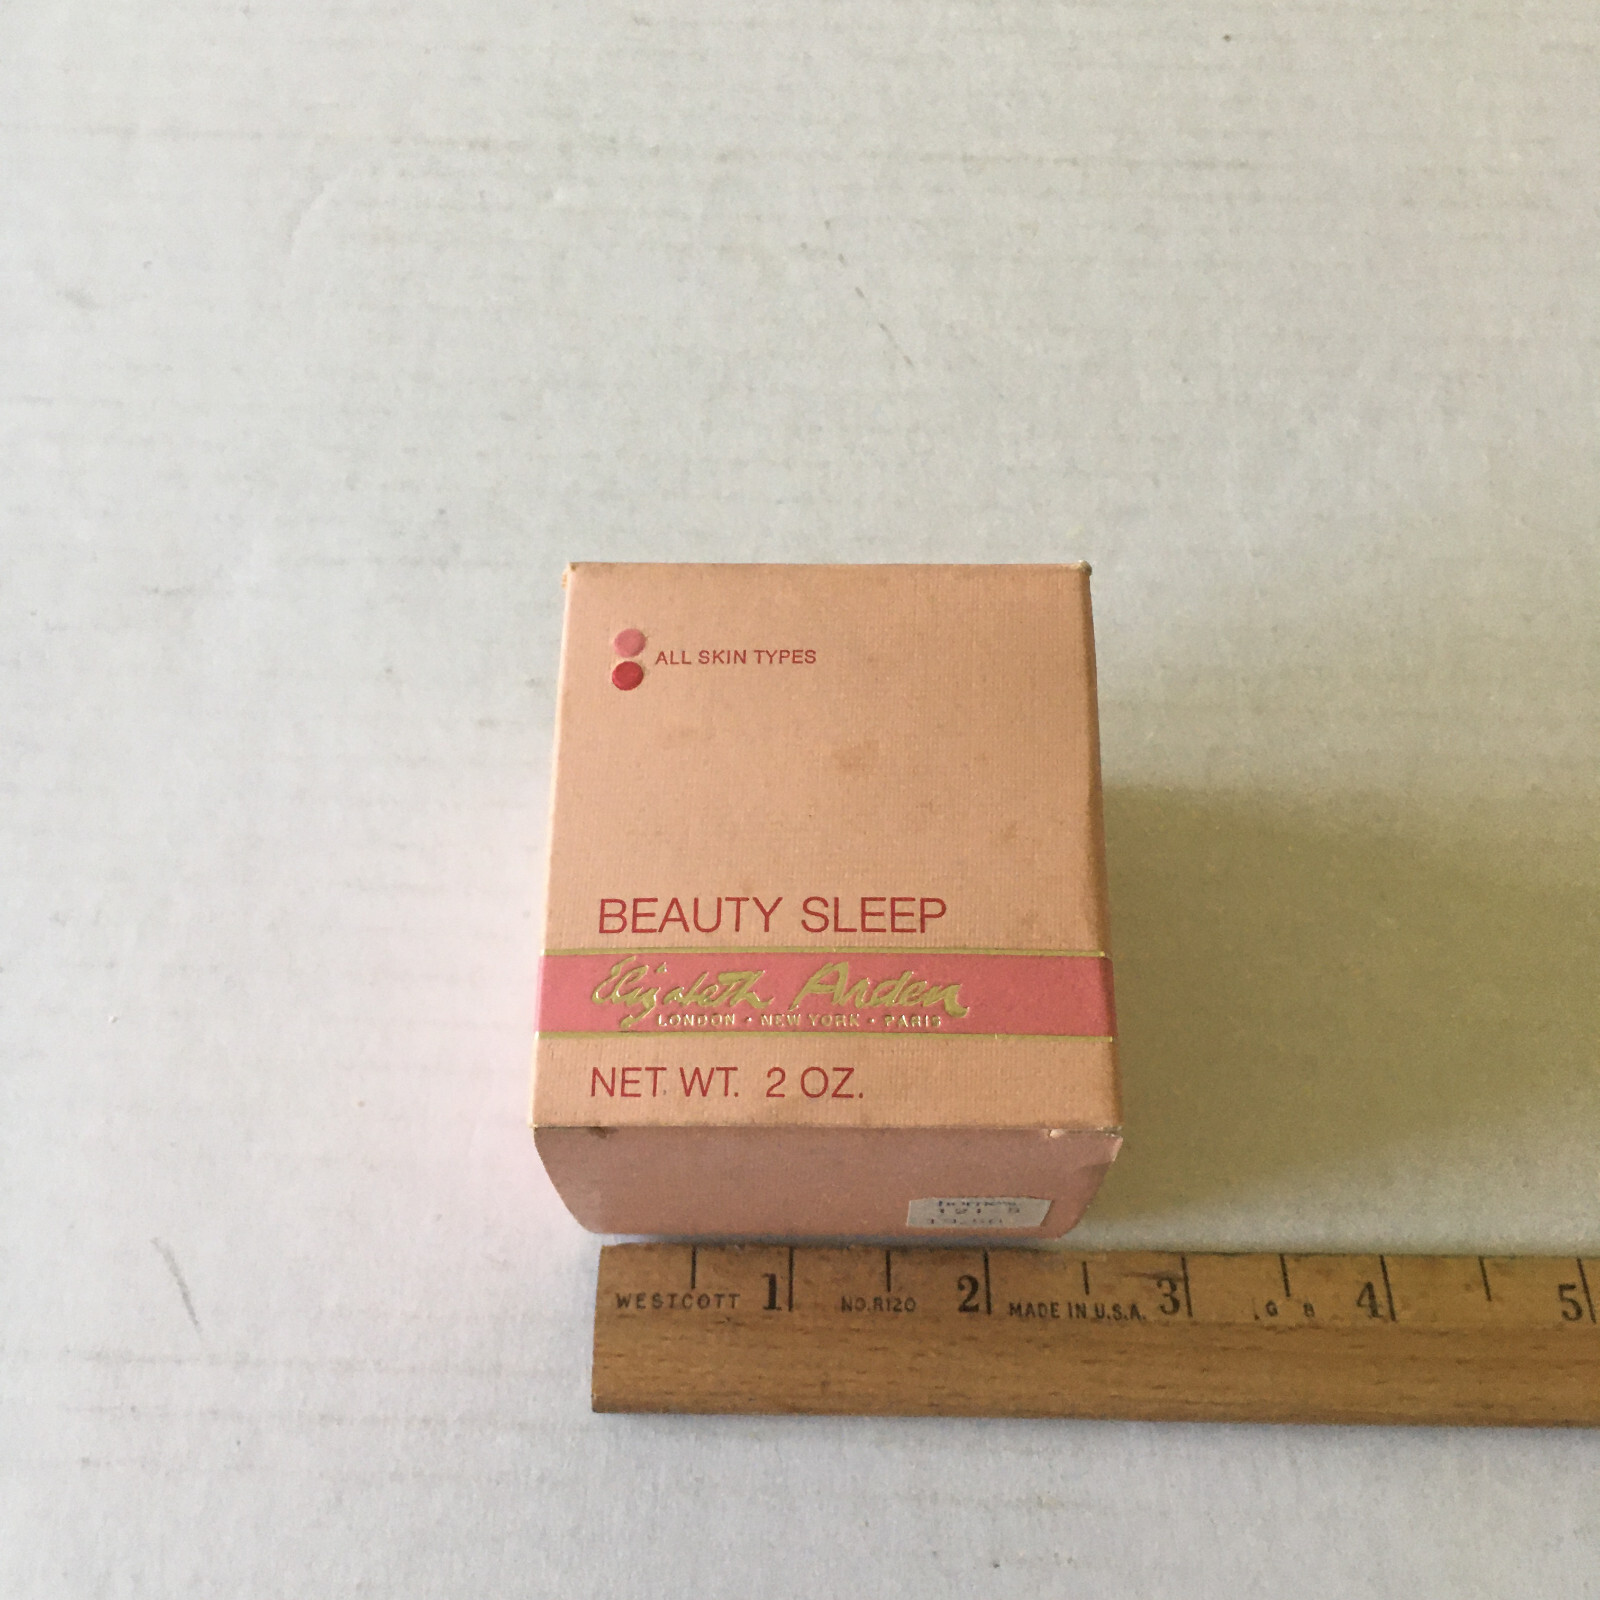 ALL SKIN TYPES
BEAUTY SLEEP
Elizabeth Arden
LONDON • NEW YORK • PARIS
NET WT. 2 OZ.
WESTCOTT 1 NO.R120 2 MADE IN U.S.A. 3 4 5